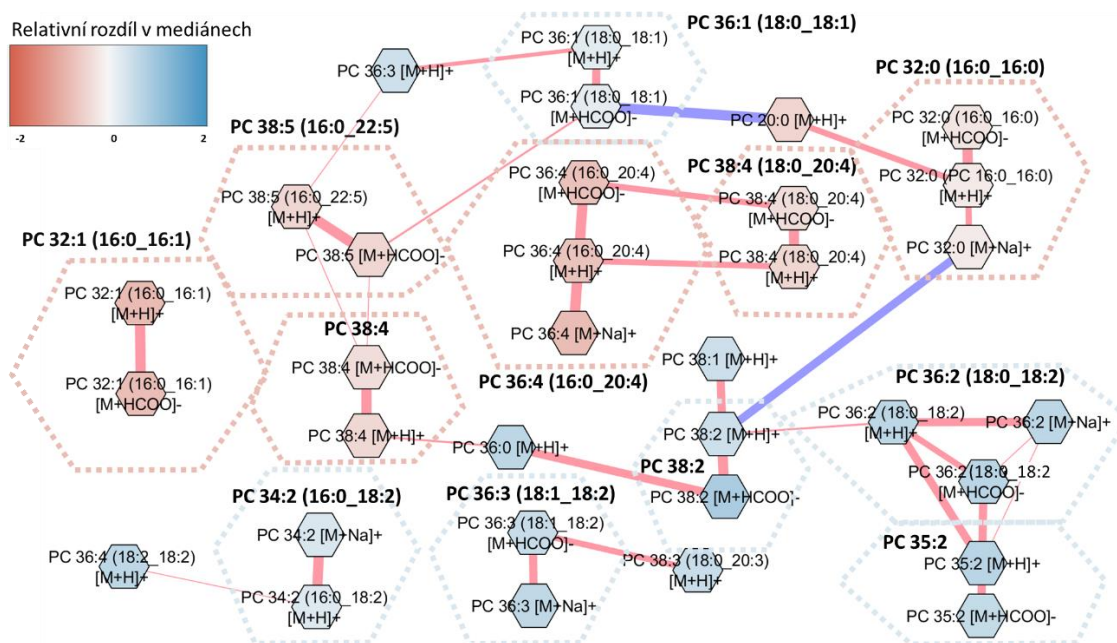 Relativní rozdíl v mediánech
-2
0
2
PC 36:3 [M+H]+
PC 36:1 (18:0_18:1)
PC 36:1 (18:0_18:1)
[M+H]+
PC 36:1 (18:0_18:1)
[M+HCOO]-
PC 20:0 [M+H]+
PC 32:0 (16:0_16:0)
PC 32:0 (16:0_16:0)
[M+HCOO]-
PC 32:0 (PC 16:0_16:0)
[M+H]+
PC 32:0 [M+Na]+
PC 38:5 (16:0_22:5)
PC 38:5 (16:0_22:5)
[M+H]+
PC 38:5 [M+HCOO]-
PC 36:4 (16:0_20:4)
[M+HCOO]-
PC 36:4 (16:0_20:4)
[M+H]+
PC 36:4 [M+Na]+
PC 36:4 (16:0_20:4)
PC 38:4 (18:0_20:4)
PC 38:4 (18:0_20:4)
[M+HCOO]-
PC 38:4 (18:0_20:4)
[M+H]+
PC 32:1 (16:0_16:1)
PC 32:1 (16:0_16:1)
[M+H]+
PC 32:1 (16:0_16:1)
[M+HCOO]-
PC 38:4
PC 38:4 [M+HCOO]-
PC 38:4 [M+H]+
PC 36:0 [M+H]+
PC 38:1 [M+H]+
PC 38:2 [M+H]+
PC 38:2
PC 38:2 [M+HCOO]-
PC 36:2 (18:0_18:2)
PC 36:2 (18:0_18:2)
[M+H]+
PC 36:2 [M+Na]+
PC 36:2 (18:0_18:2
[M+HCOO]-
PC 35:2
PC 35:2 [M+H]+
PC 35:2 [M+HCOO]-
PC 34:2 (16:0_18:2)
PC 34:2 [M+Na]+
PC 34:2 (16:0_18:2)
[M+H]+
PC 36:4 (18:2_18:2)
[M+H]+
PC 36:3 (18:1_18:2)
PC 36:3 (18:1_18:2)
[M+HCOO]-
PC 36:3 [M+Na]+
PC 38:3 (18:0_20:3)
[M+H]+